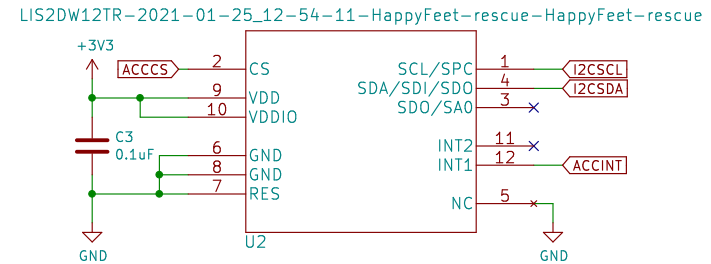 LIS2DW12TR-2021-01-25_12-54-11-HappyFeet-rescue-HappyFeet-rescue
+3V3
ACCCS 2 CS SCL/SPC 1 I2CSCL
SDA/SDI/SDO 4 I2CSDA
9 VDD SDO/SA0 3
10 VDDIO
C3 INT2 11
0.1uF 6 GND INT1 12 ACCINT
8 GND
7 RES NC 5
U2
GND GND